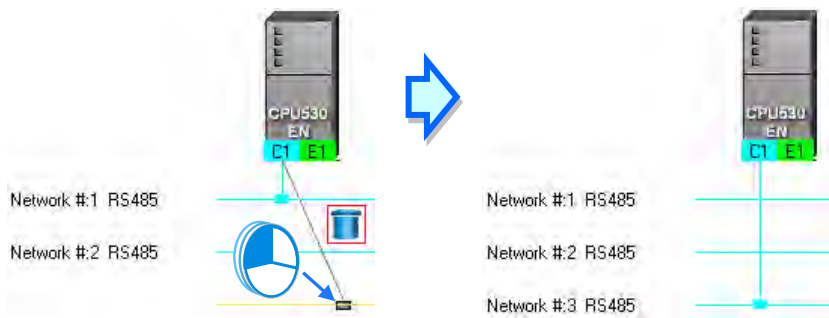 CPU530
EN
C1 E1
Network #:1 RS485
Network #:2 RS485
CPU530
EN
C1 E1
Network #:1 RS485
Network #:2 RS485
Network #:3 RS485